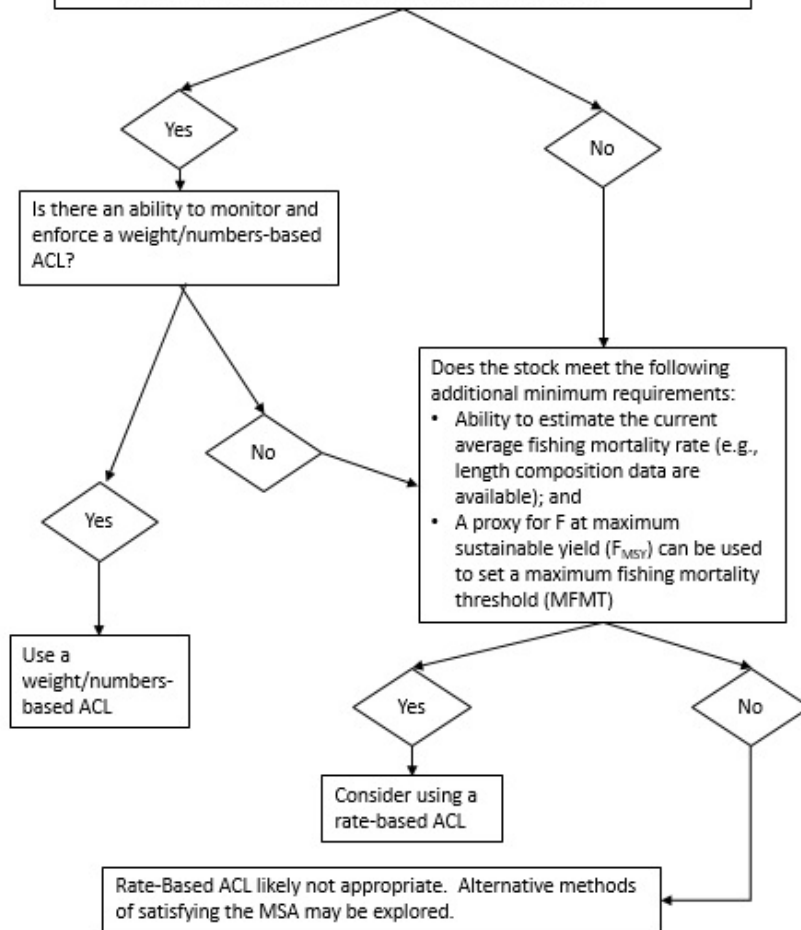 Yes
No
Is there an ability to monitor and
enforce a weight/numbers-based
ACL?
Does the stock meet the following
additional minimum requirements:
• Ability to estimate the current
average fishing mortality rate (e.g.,
length composition data are
available); and
• A proxy for F at maximum
sustainable yield (FMSY) can be used
to set a maximum fishing mortality
threshold (MFMT)
No
Yes
Use a
weight/numbers-
based ACL
Yes
No
Consider using a
rate-based ACL
Rate-Based ACL likely not appropriate.  Alternative methods
of satisfying the MSA may be explored.